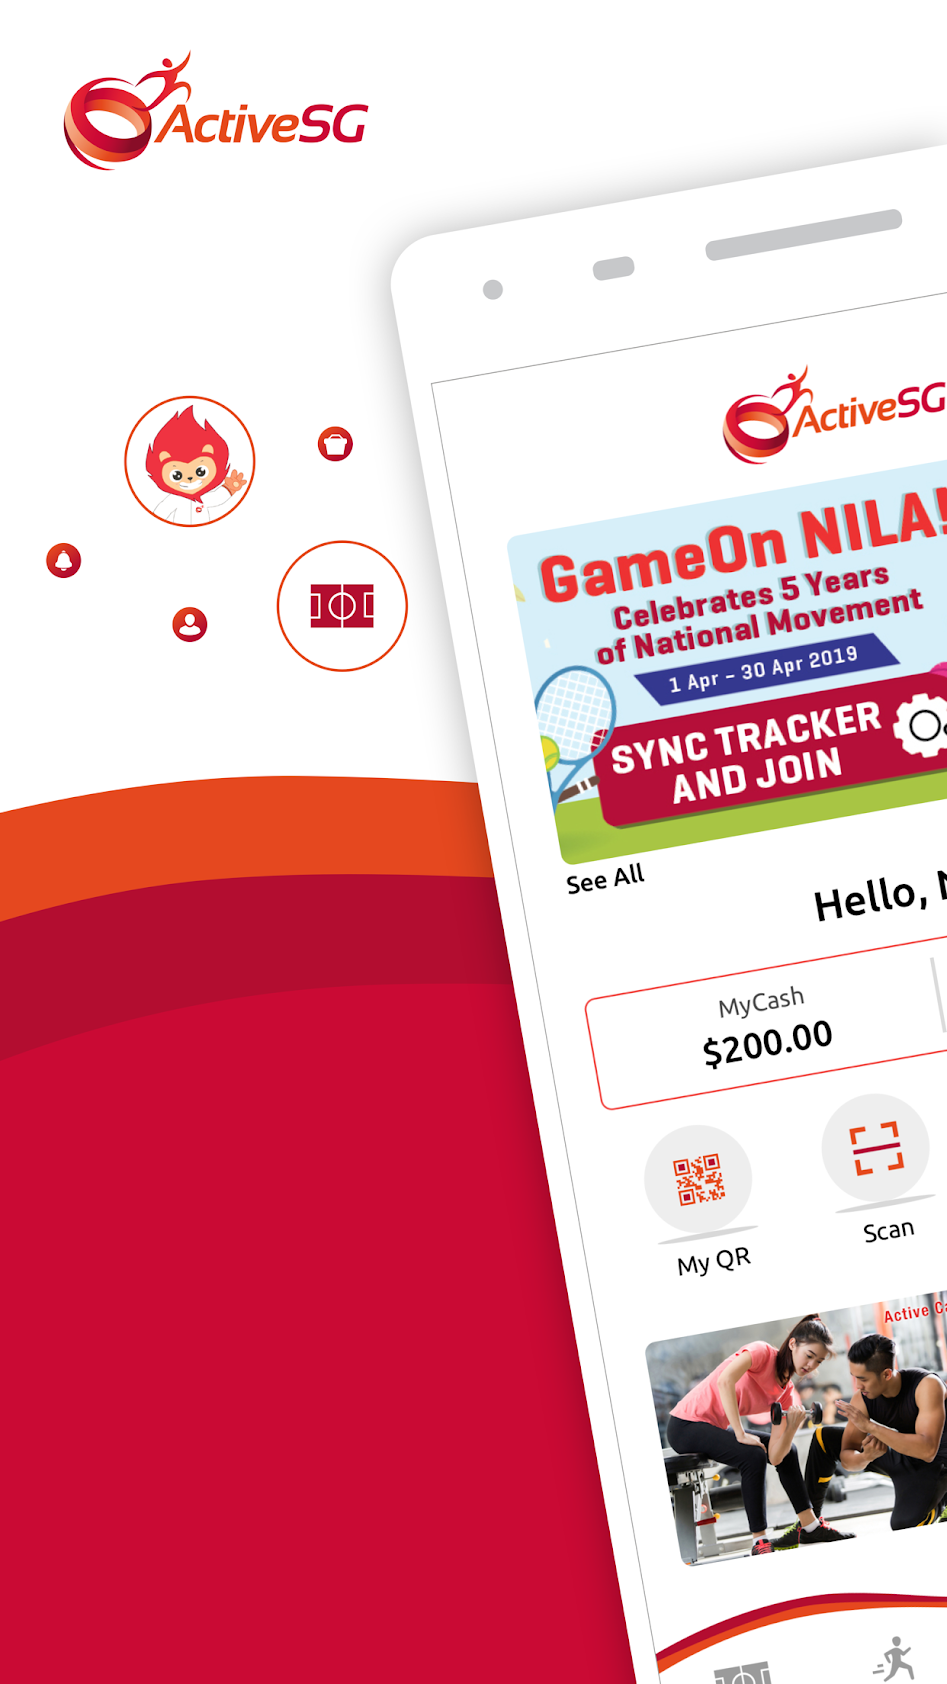 ActiveSG
ActiveSG
GameOn NILA!
Celebrates 5 Years
of National Movement
1 Apr - 30 Apr 2019
SYNC TRACKER
AND JOIN
See All
Hello,
MyCash
$200.00
My QR
Scan
Active